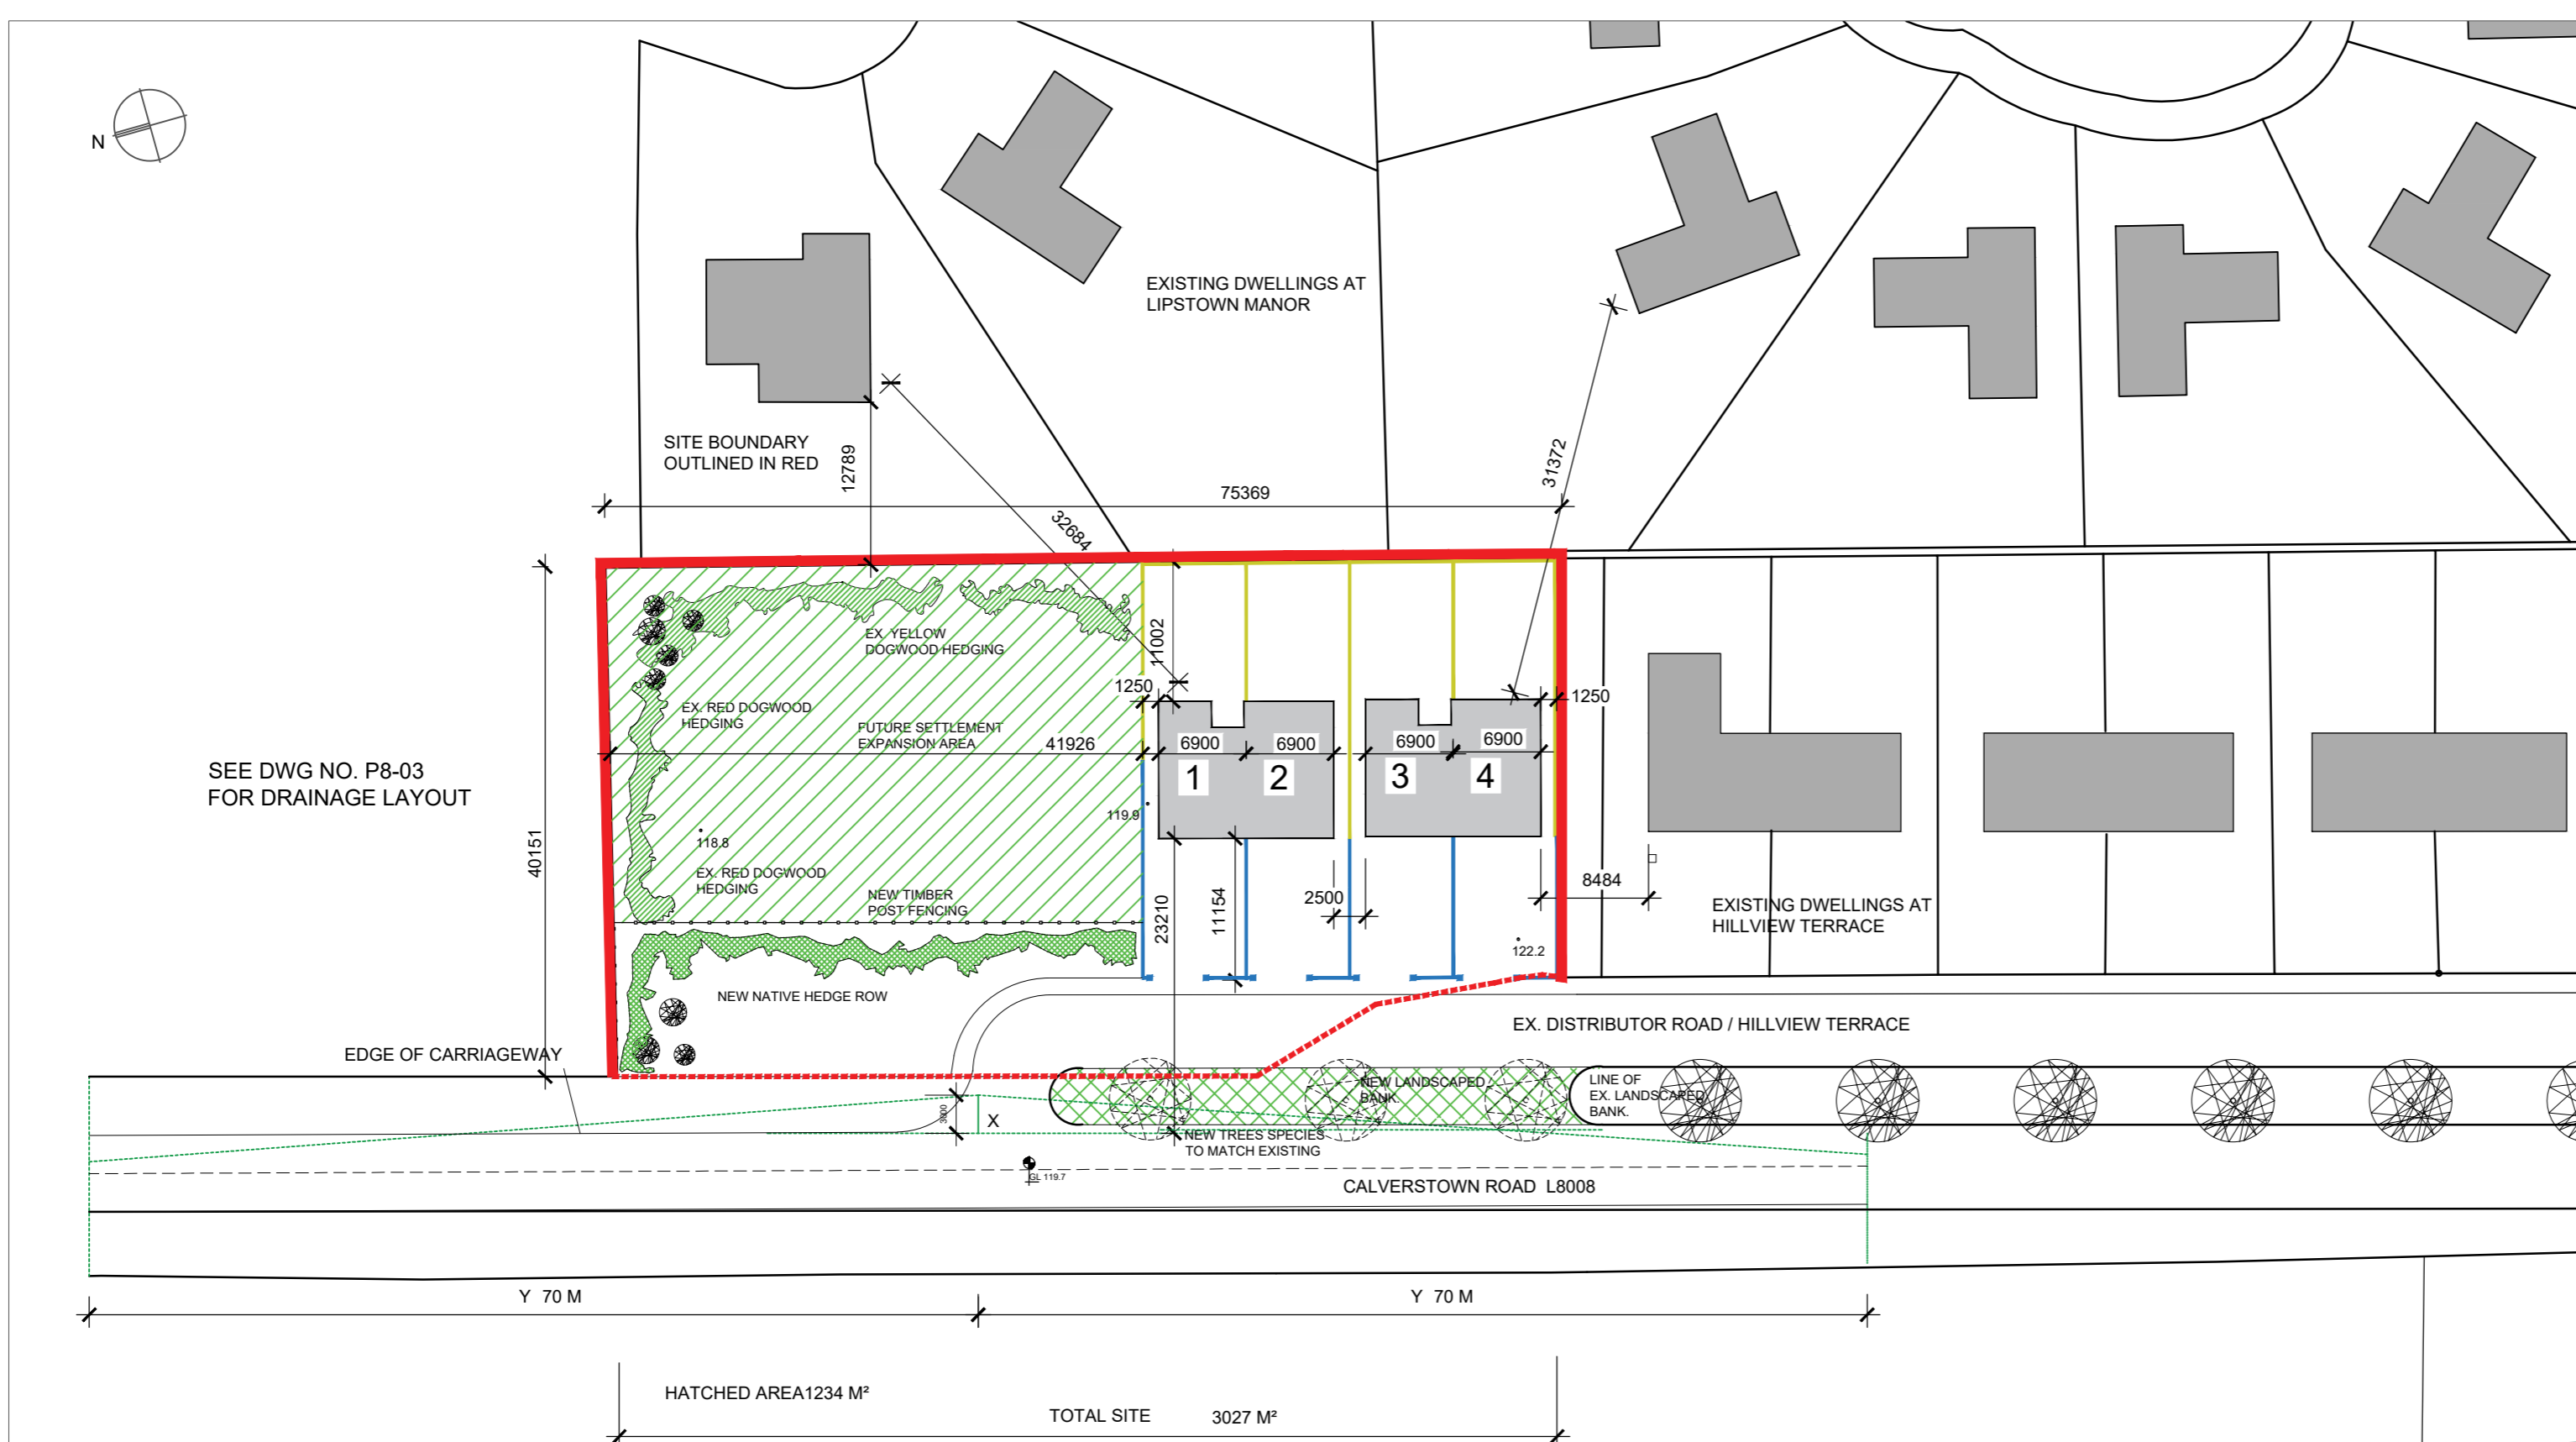 N
EXISTING DWELLINGS AT
LIPSTOWN MANOR
SITE BOUNDARY
OUTLINED IN RED
12789
75369
31372
32684
EX YELLOW
DOGWOOD HEDGING
11002
1250
1250
EX. RED DOGWOOD
HEDGING
FUTURE SETTLEMENT
EXPANSION AREA
41926
6900
6900
6900
6900
1
2
3
4
SEE DWG NO. P8-03
FOR DRAINAGE LAYOUT
119.9
118.8
40151
EX. RED DOGWOOD
HEDGING
NEW TIMBER
POST FENCING
23210
11154
2500
8484
EXISTING DWELLINGS AT
HILLVIEW TERRACE
122.2
NEW NATIVE HEDGE ROW
EX. DISTRIBUTOR ROAD / HILLVIEW TERRACE
EDGE OF CARRIAGEWAY
NEW LANDSCAPED
BANK.
LINE OF
EX. LANDSCAPED
BANK.
X
NEW TREES SPECIES
TO MATCH EXISTING
GL 119.7
CALVERSTOWN ROAD L8008
Y 70 M
Y 70 M
HATCHED AREA1234 M²
TOTAL SITE 3027 M²